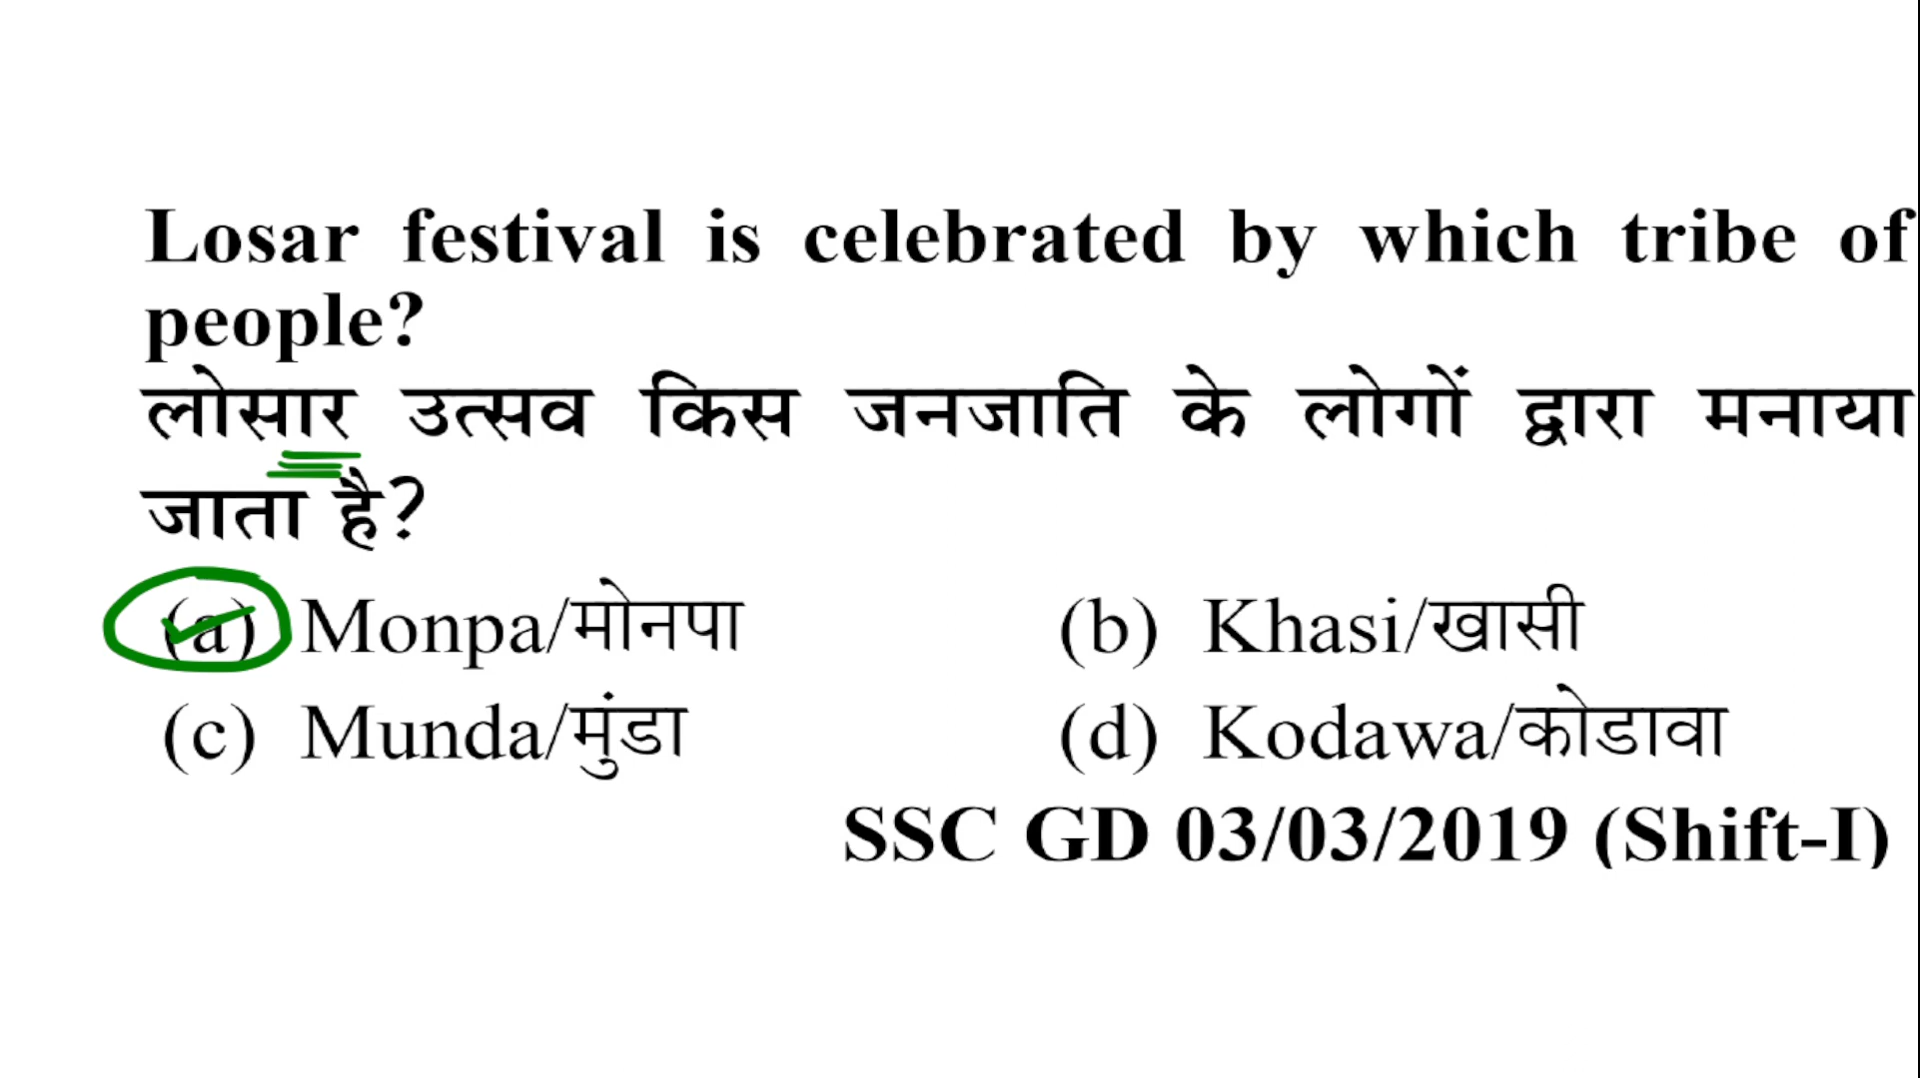 Losar festival is celebrated by which tribe of
people?
लोसार उत्सव किस जनजाति के लोगों द्वारा मनाया
जाता है?
(a) Monpa/मोनपा (b) Khasi/खासी
(c) Munda/मुंडा (d) Kodawa/कोडावा
SSC GD 03/03/2019 (Shift-I)